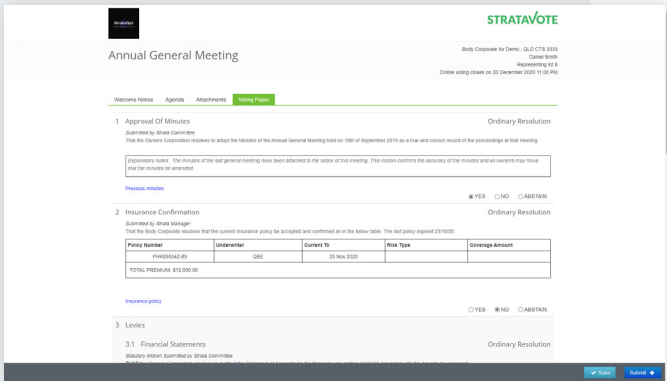 StrataOpt
STRATAVOTE
Annual General Meeting
Body Corporate for Demo - QLD CTS 3333
Daniel Smith
Representing lot 8
Online voting closes on 20 December 2020 11:00 PM
Welcome Notice Agenda Attachments Voting Paper
1 Approval Of Minutes Ordinary Resolution
Submitted by Strata Committee
That the Owners Corporation resolves to adopt the Minutes of the Annual General Meeting held on 18th of September 2019 as a true and correct record of the proceedings at that meeting.
Explanatory notes: The minutes of the last general meeting have been attached to the notice of this meeting. This motion confirms the accuracy of the minutes and an owner/s may move
that the minutes be amended.
Previous minutes
YES NO ABSTAIN
2 Insurance Confirmation Ordinary Resolution
Submitted by Strata Manager
That the Body Corporate resolves that the current insurance policy be accepted and confirmed as in the below table. The last policy expired 23/10/20
Policy Number Underwriter Current To Risk Type Coverage Amount
QBE 25 Nov 2020
TOTAL PREMIUM $12,000.00
Insurance policy
YES NO ABSTAIN
3 Levies
3.1 Financial Statements Ordinary Resolution
Statutory Motion Submitted by Strata Committee
Save Submit